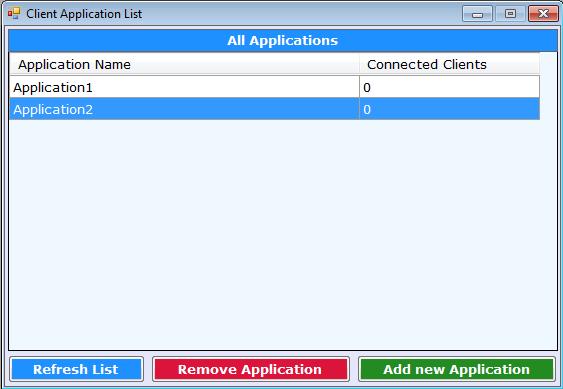 Client Application List
All Applications
Application Name Connected Clients
Application1 0
Application2 0
Refresh List Remove Application Add new Application